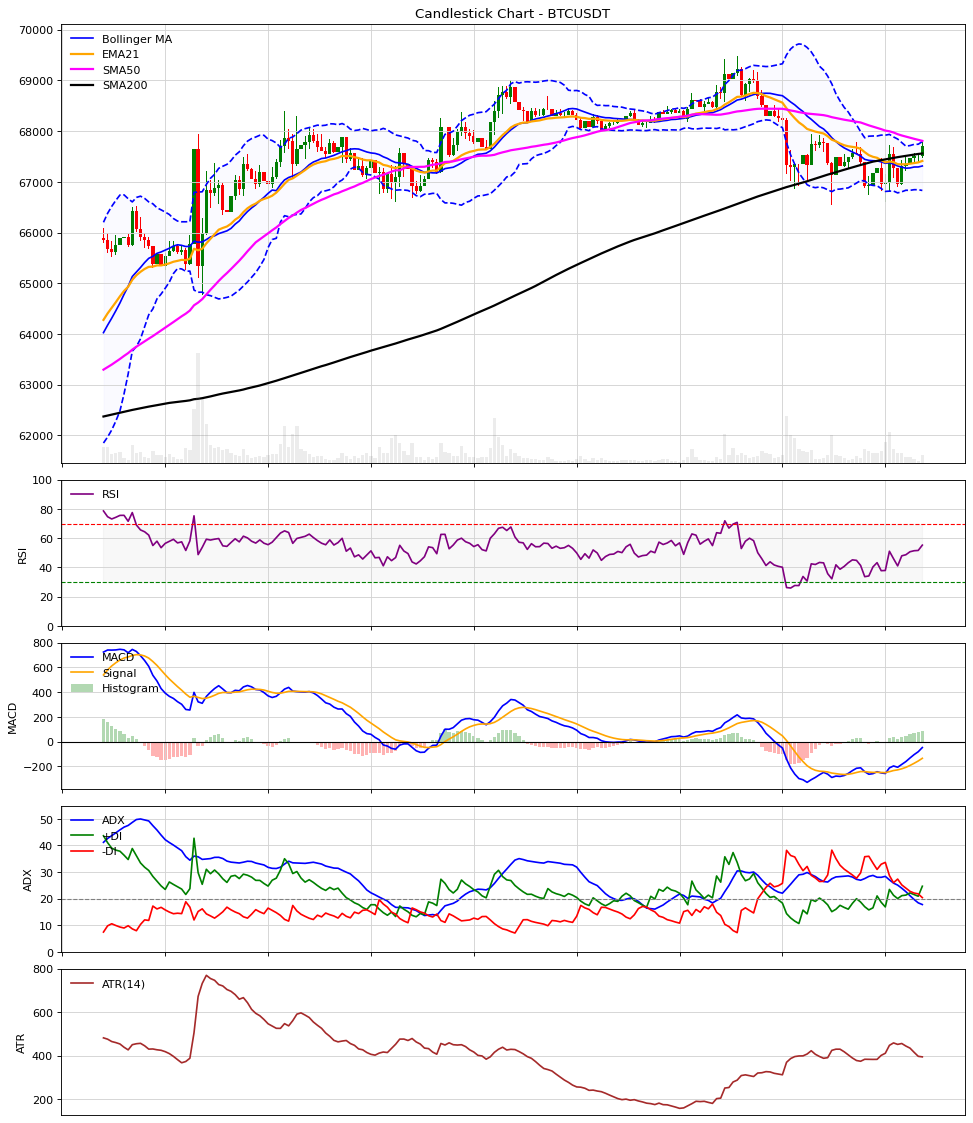 Candlestick Chart - BTCUSDT
70000
69000
68000
67000
66000
65000
64000
63000
62000
Bollinger MA
EMA21
SMA50
SMA200
100
80
60
40
20
0
RSI
RSI
800
600
400
200
0
−200
MACD
MACD
Signal
Histogram
50
40
30
20
10
0
ADX
ADX
+DI
-DI
800
600
400
200
ATR
ATR(14)